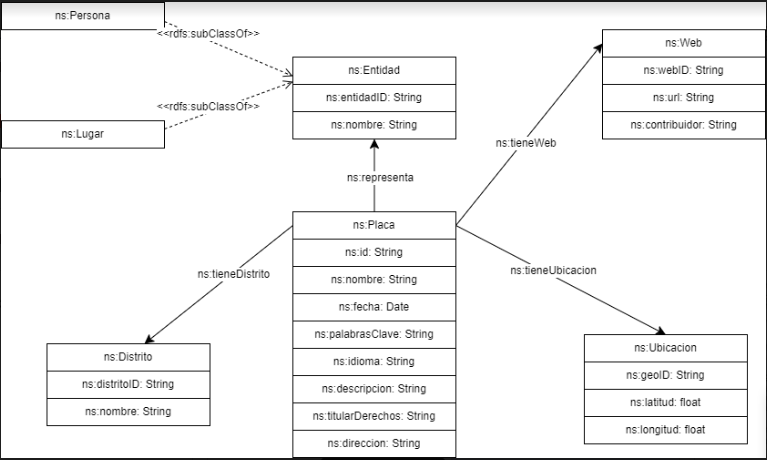 ns:Persona
<<rdfs:subClassOf>>
ns:Lugar
<<rdfs:subClassOf>>
ns:Entidad
ns:entidadID: String
ns:nombre: String
ns:Web
ns:webID: String
ns:url: String
ns:contribuidor: String
ns:tieneWeb
ns:representa
ns:Placa
ns:id: String
ns:nombre: String
ns:fecha: Date
ns:palabrasClave: String
ns:idioma: String
ns:descripcion: String
ns:titularDerechos: String
ns:direccion: String
ns:tieneDistrito
ns:tieneUbicacion
ns:Distrito
ns:distritoID: String
ns:nombre: String
ns:Ubicacion
ns:geoID: String
ns:latitud: float
ns:longitud: float